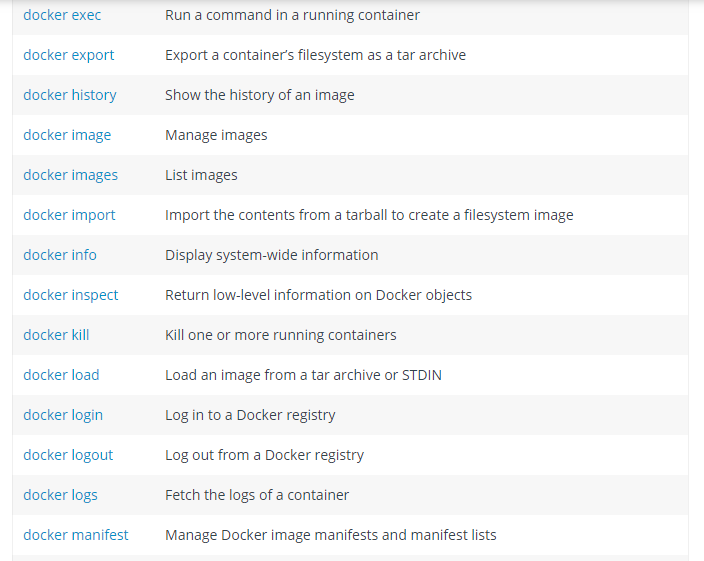 docker exec Run a command in a running container
docker export Export a container’s filesystem as a tar archive
docker history Show the history of an image
docker image Manage images
docker images List images
docker import Import the contents from a tarball to create a filesystem image
docker info Display system-wide information
docker inspect Return low-level information on Docker objects
docker kill Kill one or more running containers
docker load Load an image from a tar archive or STDIN
docker login Log in to a Docker registry
docker logout Log out from a Docker registry
docker logs Fetch the logs of a container
docker manifest Manage Docker image manifests and manifest lists